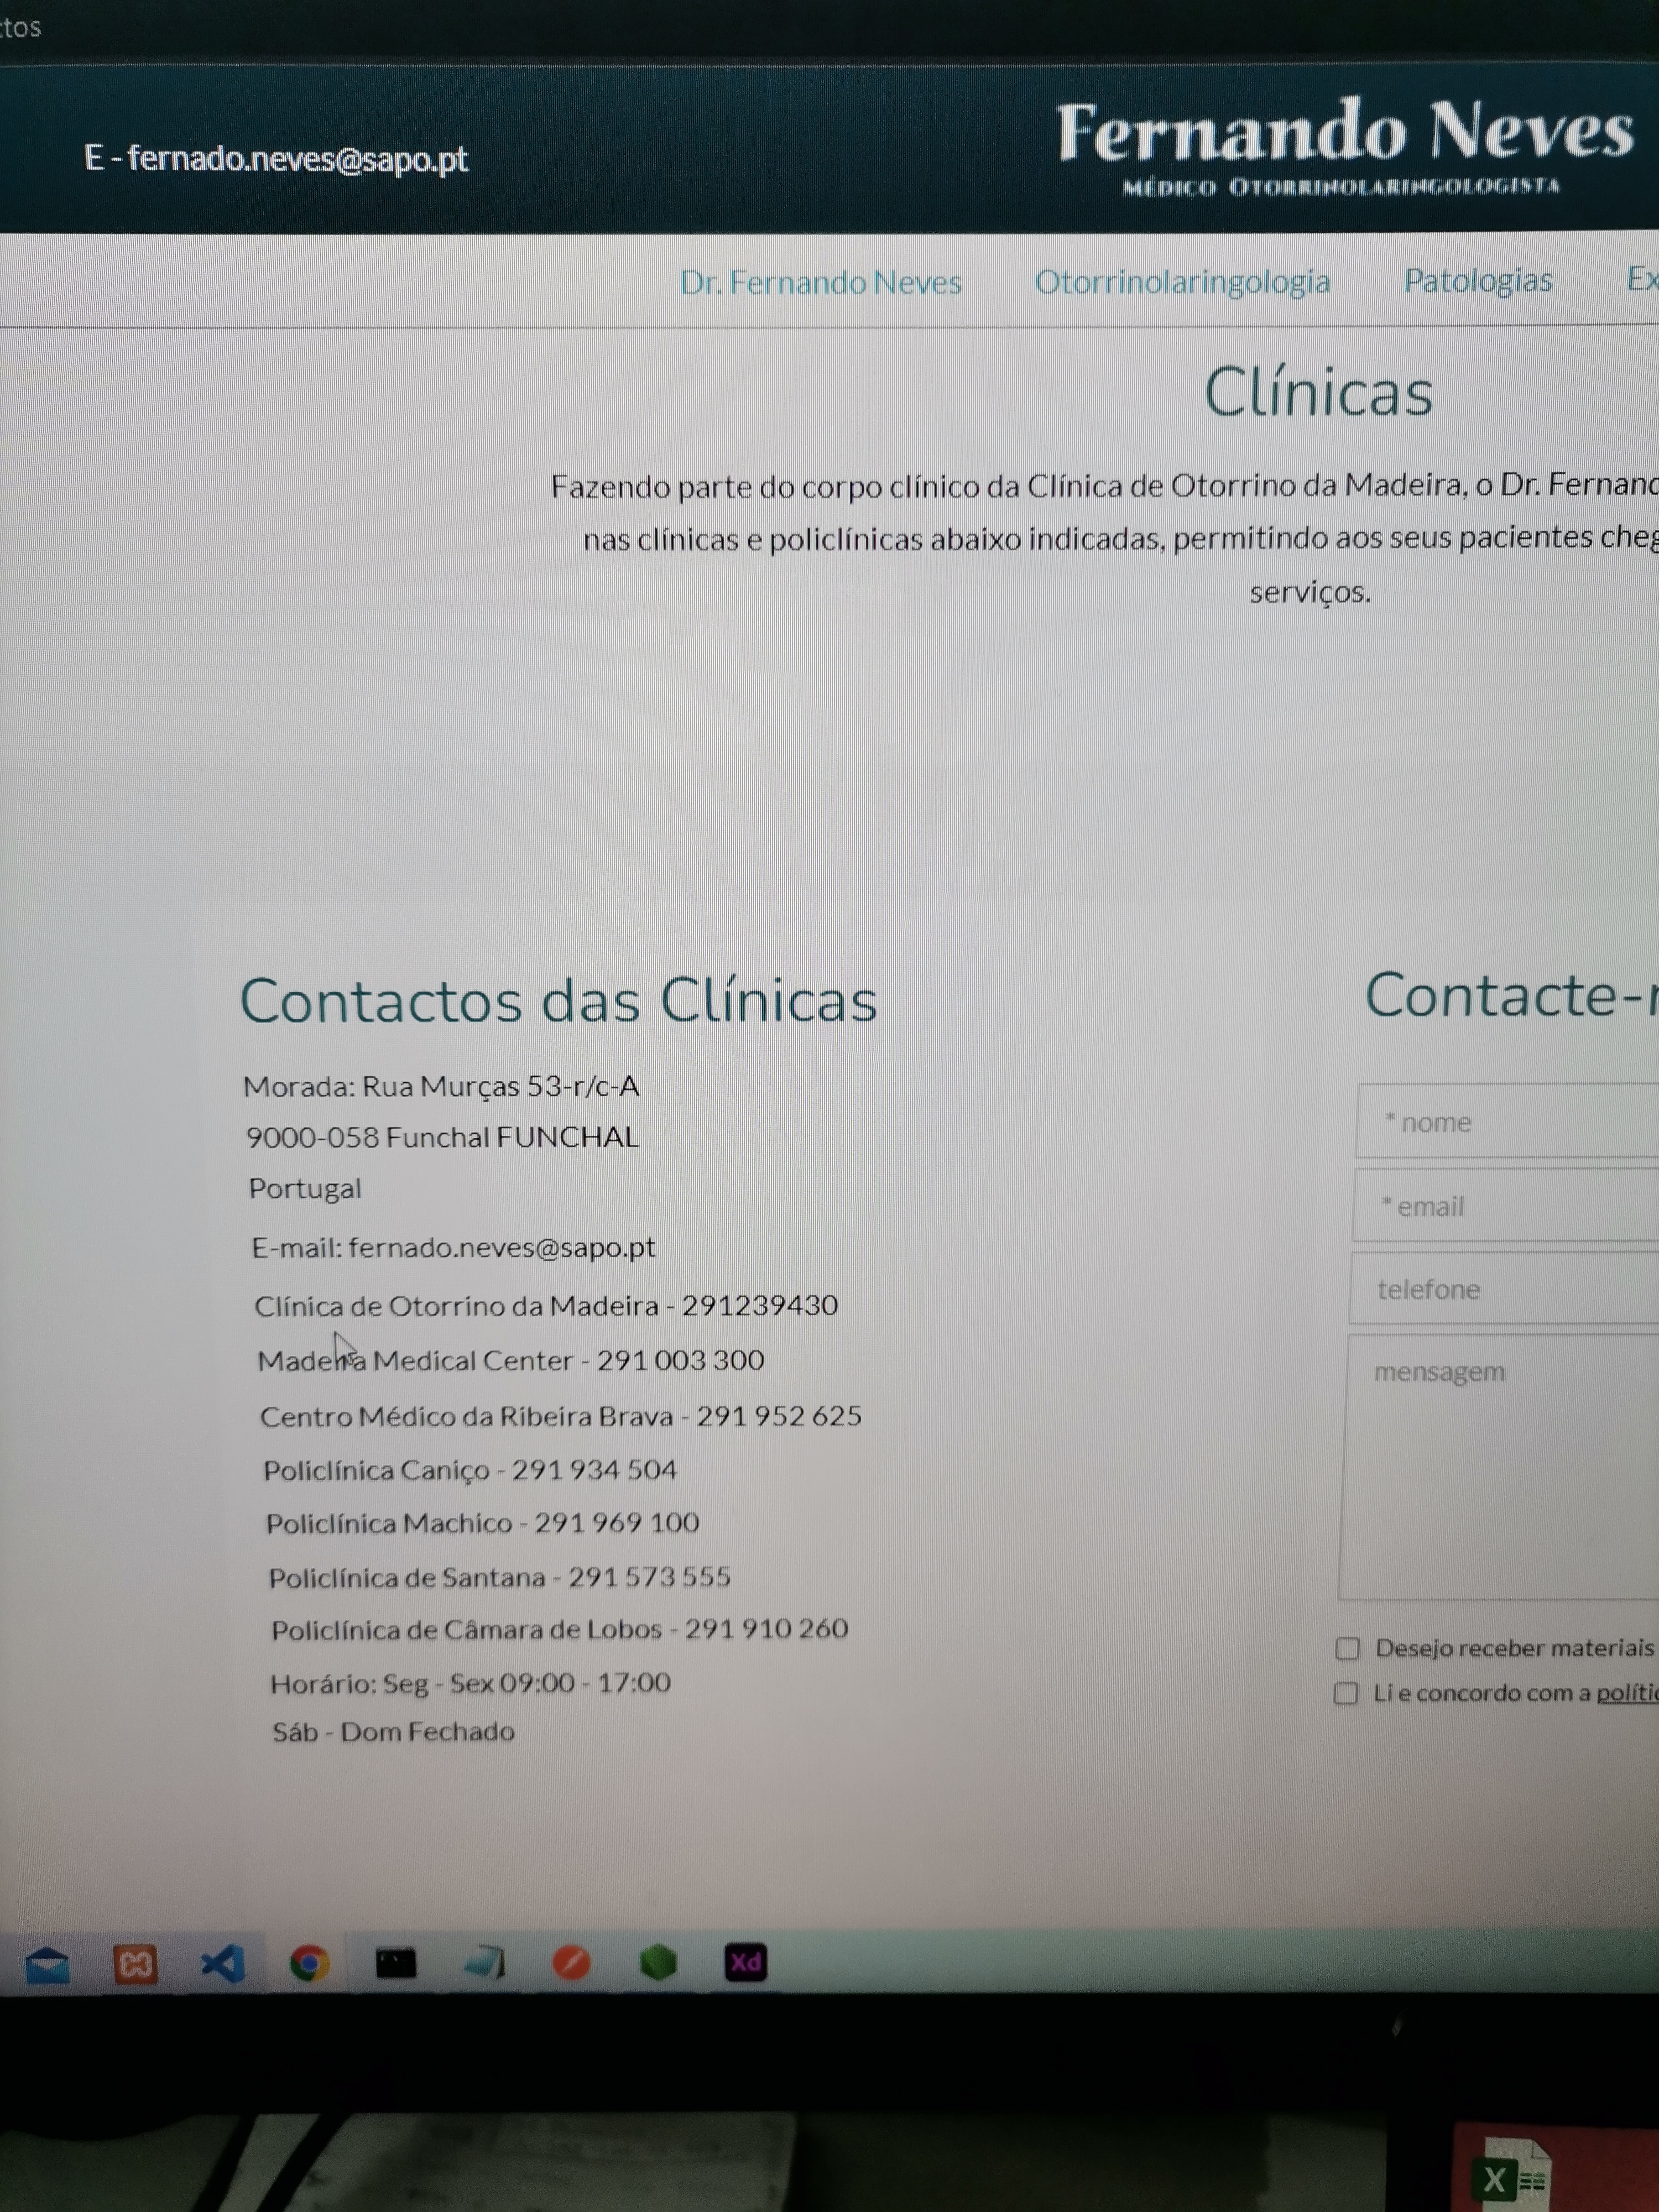 tos
E - fernado.neves@sapo.pt
Fernando Neves
MÉDICO OTORRINOLARINGOLOGISTA
Dr. Fernando Neves Otorrinolaringologia Patologias Ex
Clínicas
Fazendo parte do corpo clínico da Clínica de Otorrino da Madeira, o Dr. Fernand
nas clínicas e policlínicas abaixo indicadas, permitindo aos seus pacientes cheg
serviços.
Contactos das Clínicas
Morada: Rua Murças 53-r/c-A
9000-058 Funchal FUNCHAL
Portugal
E-mail: fernado.neves@sapo.pt
Clínica de Otorrino da Madeira - 291239430
Madeira Medical Center - 291 003 300
Centro Médico da Ribeira Brava - 291 952 625
Policlínica Caniço - 291 934 504
Policlínica Machico - 291 969 100
Policlínica de Santana - 291 573 555
Policlínica de Câmara de Lobos - 291 910 260
Horário: Seg - Sex 09:00 - 17:00
Sáb - Dom Fechado
Contacte-
* nome
* email
telefone
mensagem
Desejo receber materiais
Li e concordo com a políti
Xd
X